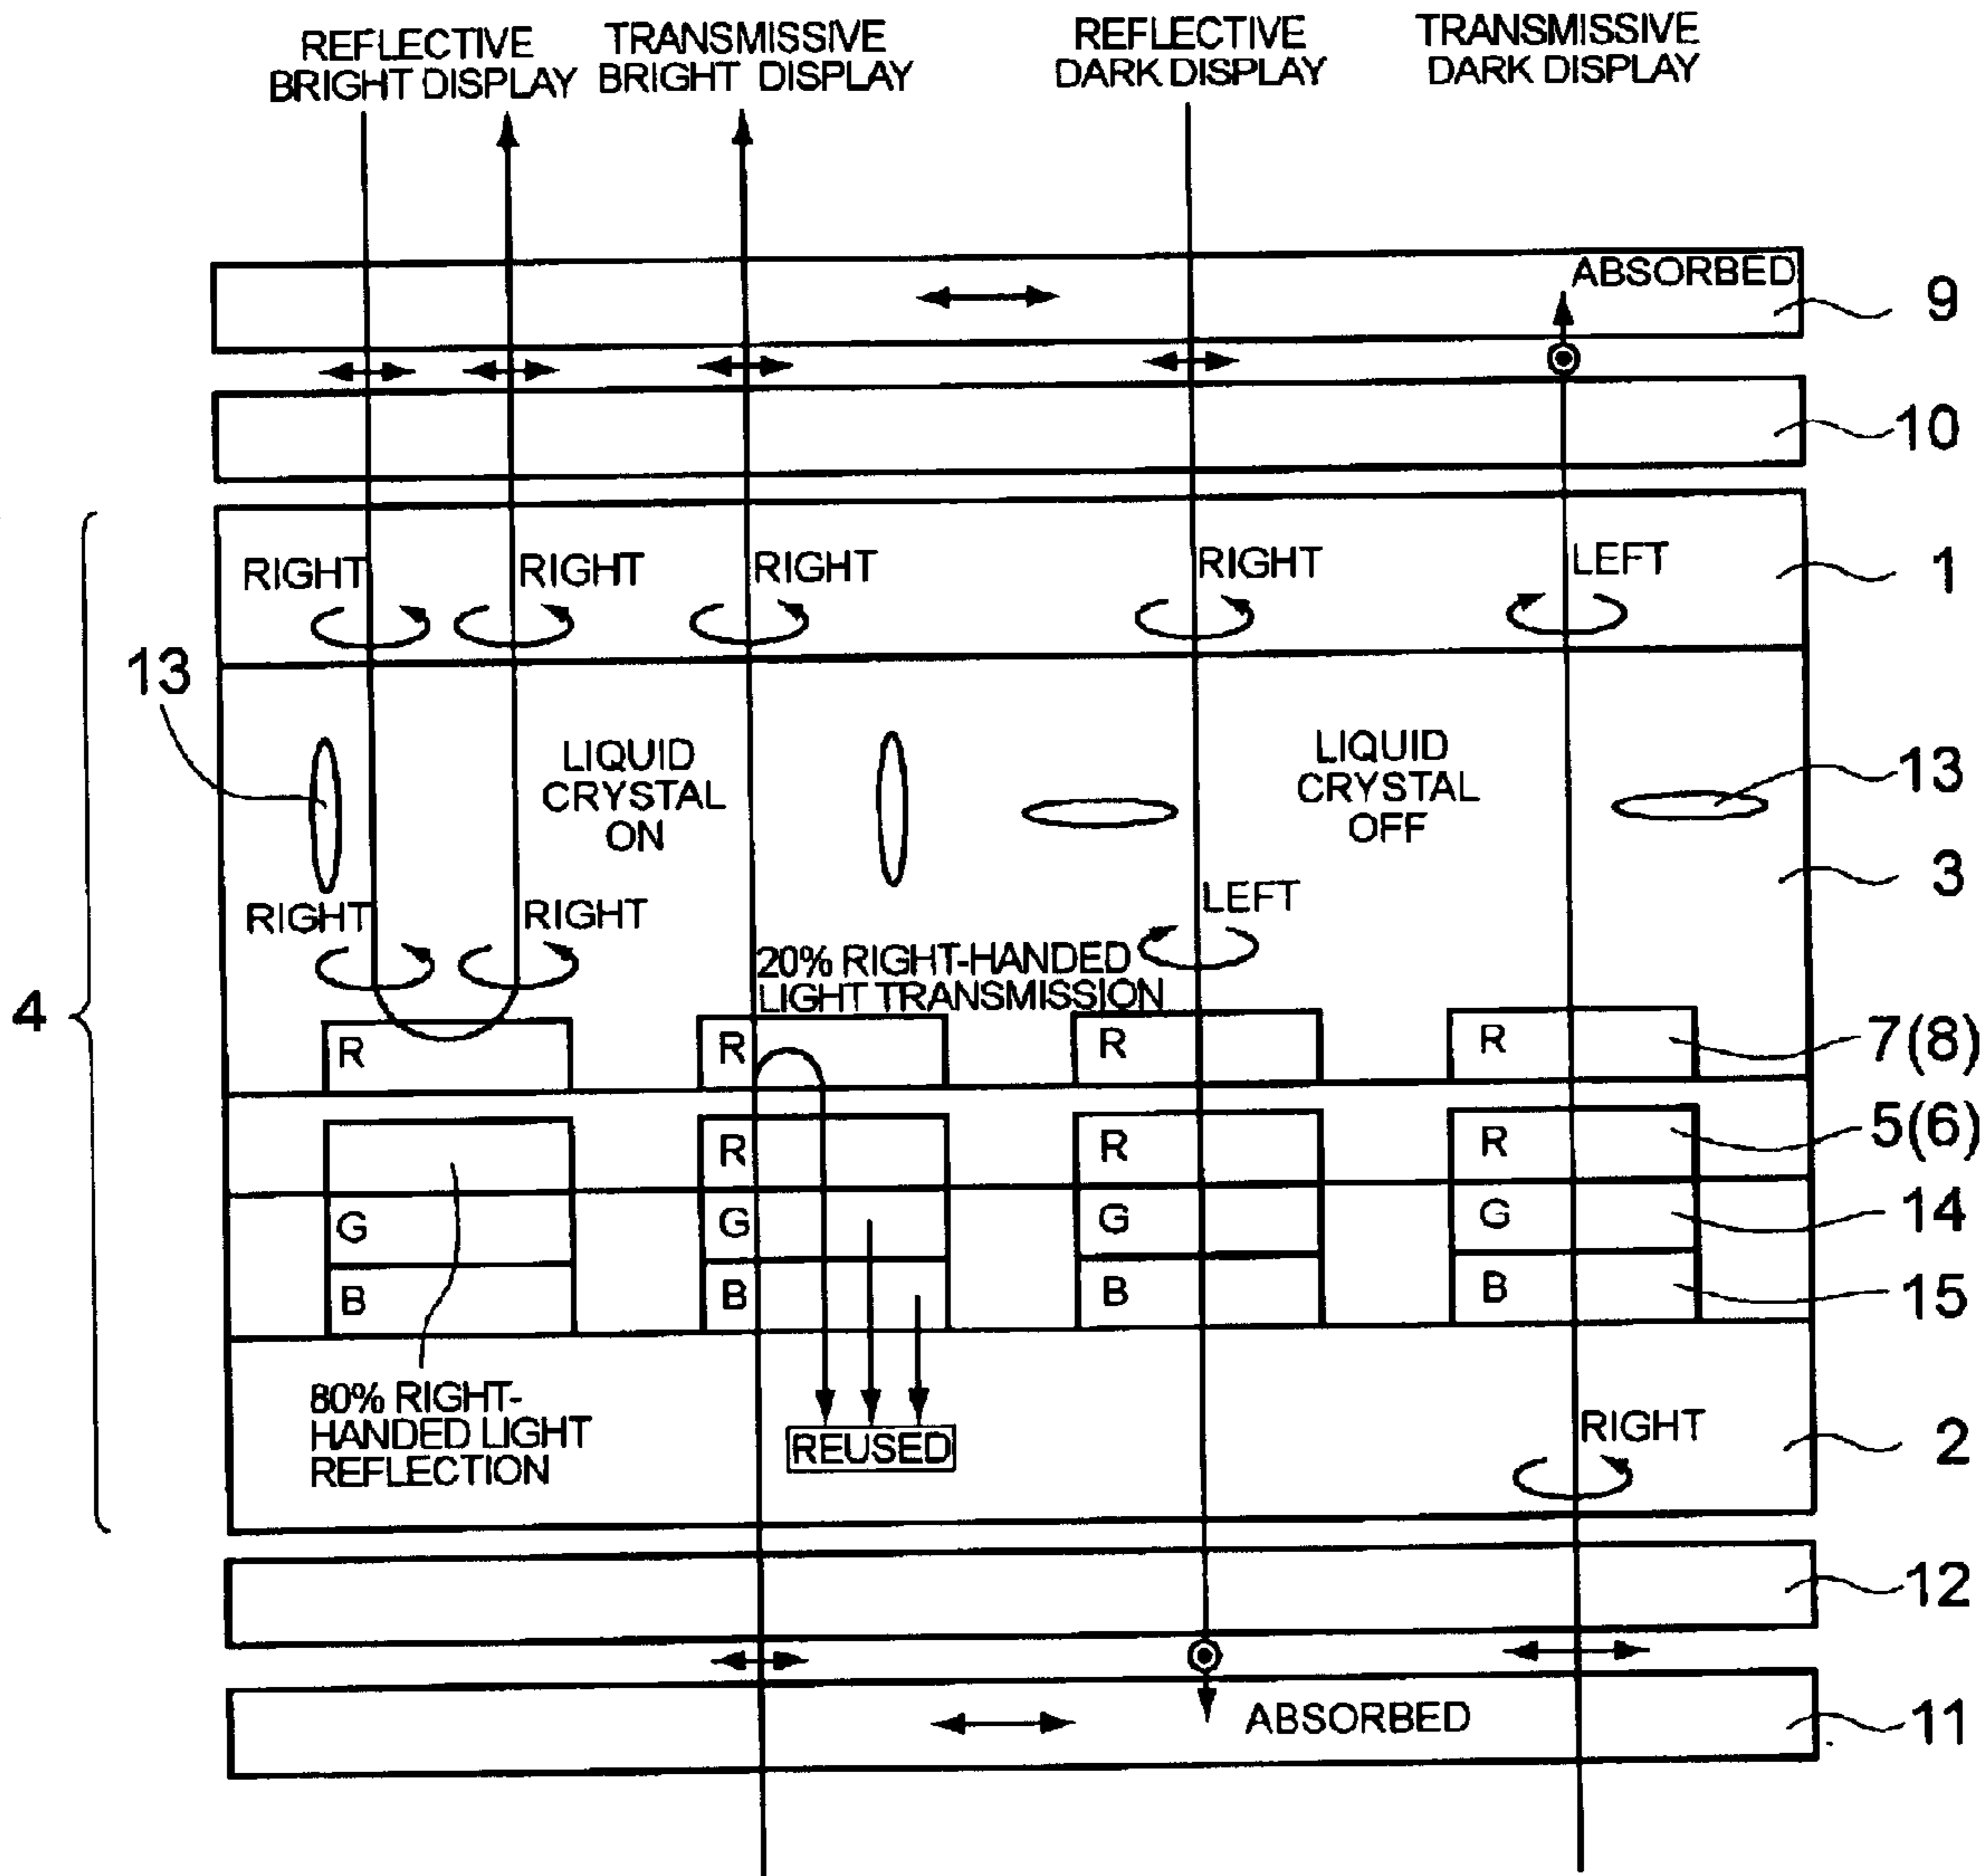 REFLECTIVE
BRIGHT DISPLAY
TRANSMISSIVE
BRIGHT DISPLAY
REFLECTIVE
DARK DISPLAY
TRANSMISSIVE
DARK DISPLAY
ABSORBED
9
10
RIGHT
RIGHT
RIGHT
RIGHT
LEFT
1
13
LIQUID
CRYSTAL
ON
LIQUID
CRYSTAL
OFF
13
3
RIGHT
RIGHT
LEFT
20% RIGHT-HANDED
LIGHT TRANSMISSION
4
R
R
R
R
7(8)
R
R
R
5(6)
G
G
G
G
14
B
B
B
B
15
80% RIGHT-
HANDED LIGHT
REFLECTION
REUSED
RIGHT
2
12
ABSORBED
11